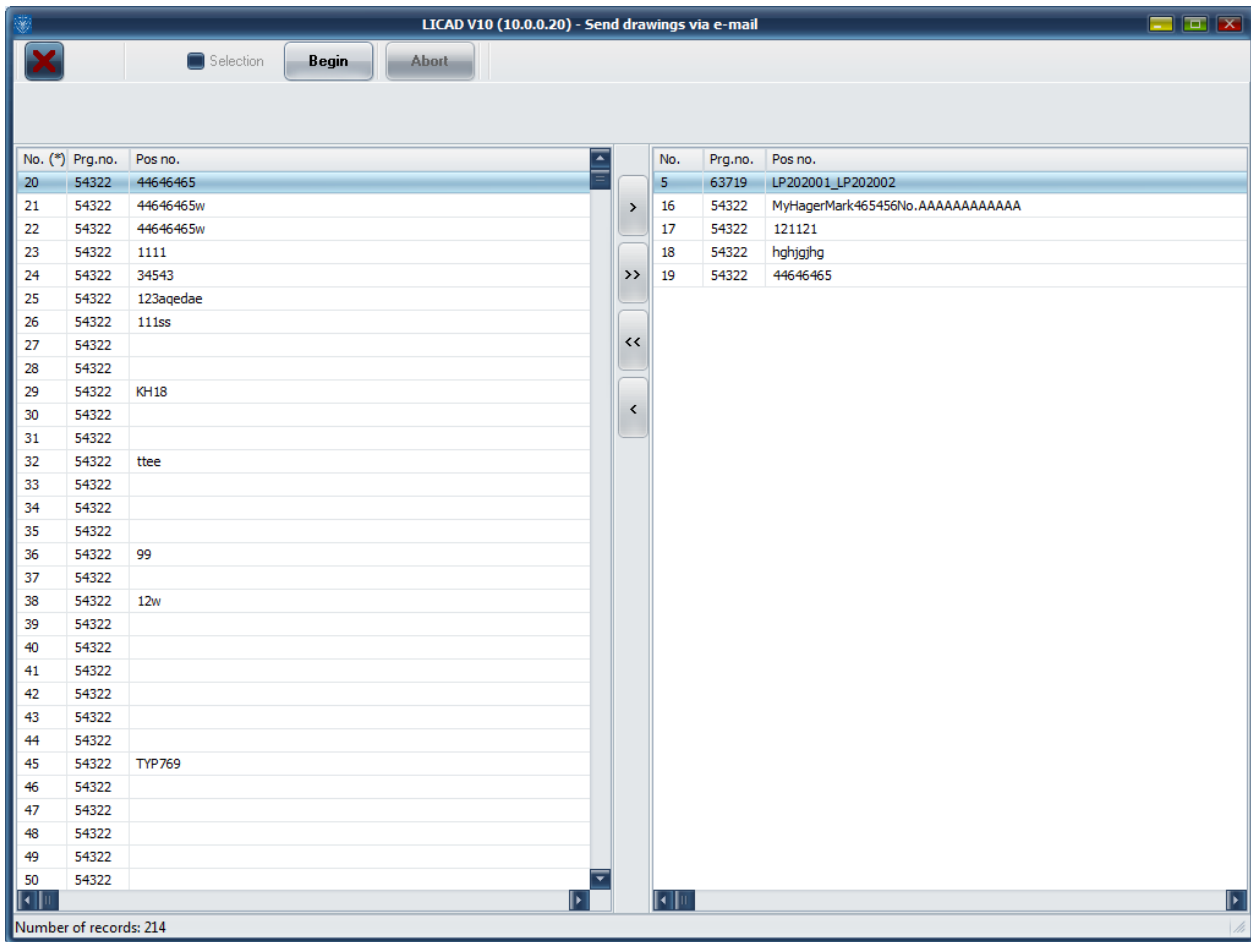 LICAD V10 (10.0.0.20) - Send drawings via e-mail
Selection Begin Abort
No. (*) Prg.no. Pos no.
20 54322 44646465
21 54322 44646465w
22 54322 44646465w
23 54322 1111
24 54322 34543
25 54322 123aqedae
26 54322 111ss
27 54322
28 54322
29 54322 KH18
30 54322
31 54322
32 54322 ttee
33 54322
34 54322
35 54322
36 54322 99
37 54322
38 54322 12w
39 54322
40 54322
41 54322
42 54322
43 54322
44 54322
45 54322 TYP769
46 54322
47 54322
48 54322
49 54322
50 54322
>
>>
<<
<
No. Prg.no. Pos no.
5 63719 LP202001_LP202002
16 54322 MyHagerMark465456No.AAAAAAAAAAAA
17 54322 121121
18 54322 hghjgjhg
19 54322 44646465
Number of records: 214